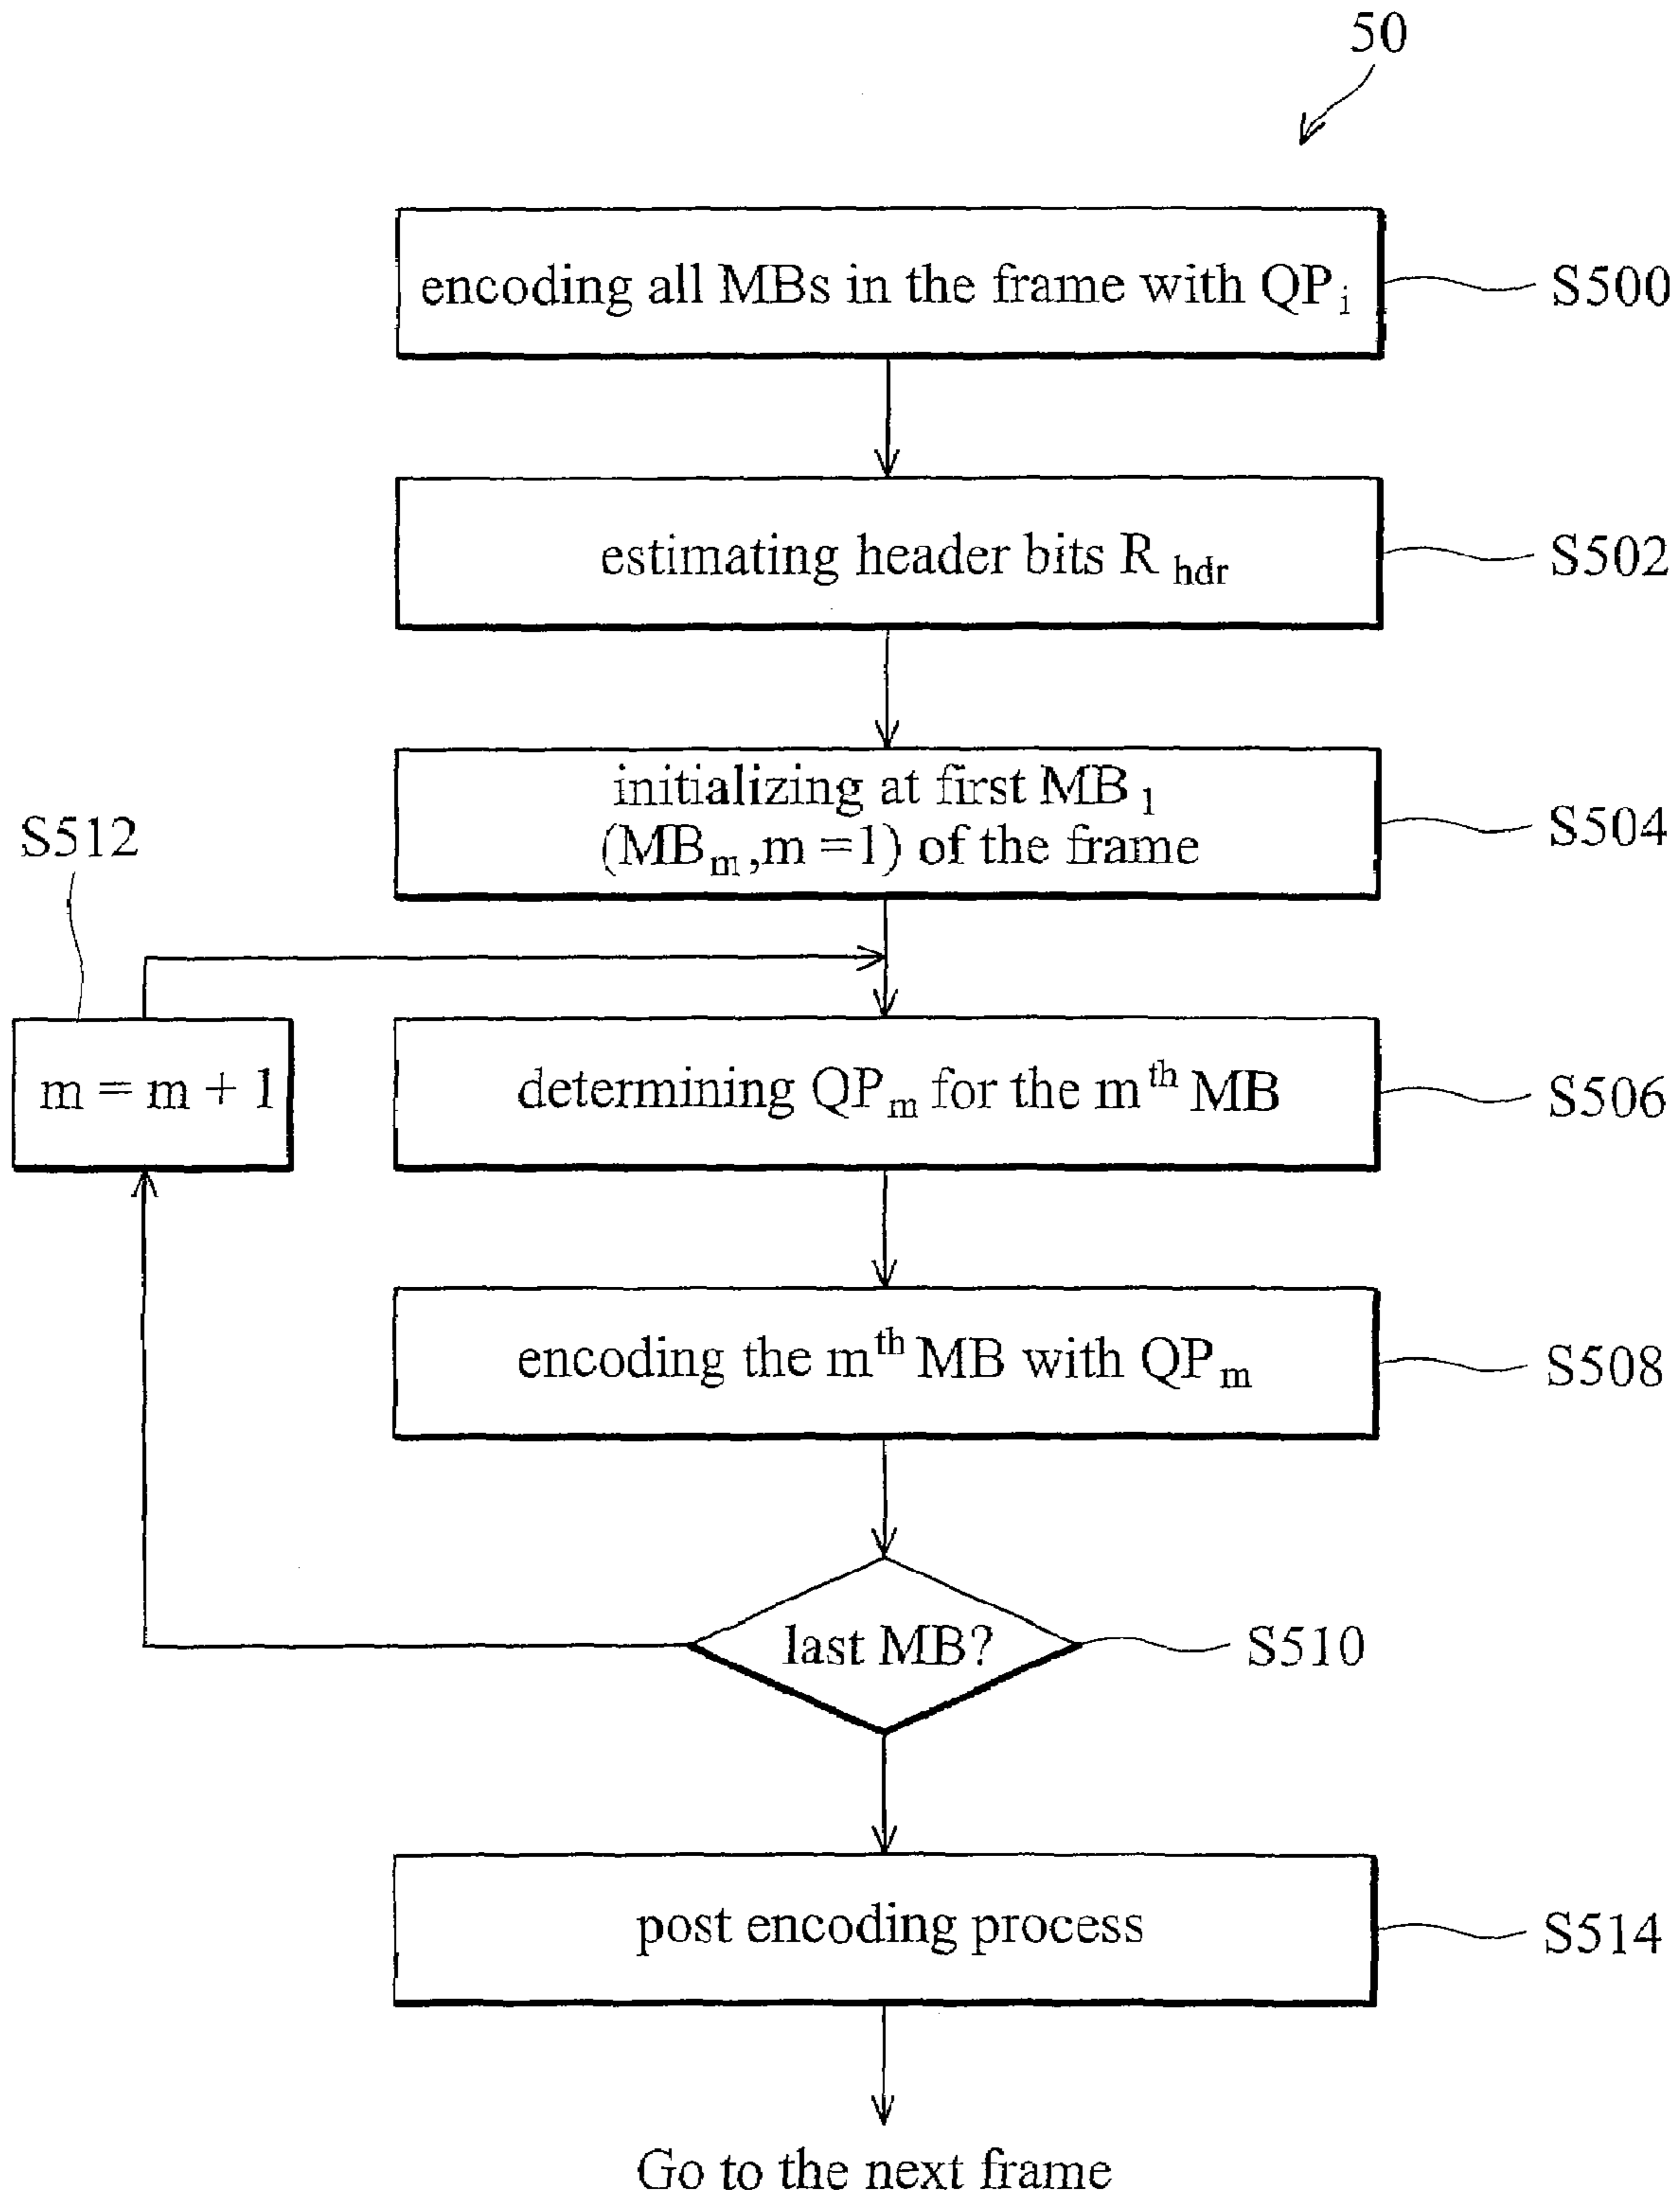 50
encoding all MBs in the frame with QP i
S500
estimating header bits R hdr
S502
initializing at first MB 1
(MBm,m =1) of the frame
S504
S512
m = m + 1
determining QPm for the mth MB
S506
encoding the mth MB with QPm
S508
last MB?
S510
post encoding process
S514
Go to the next frame